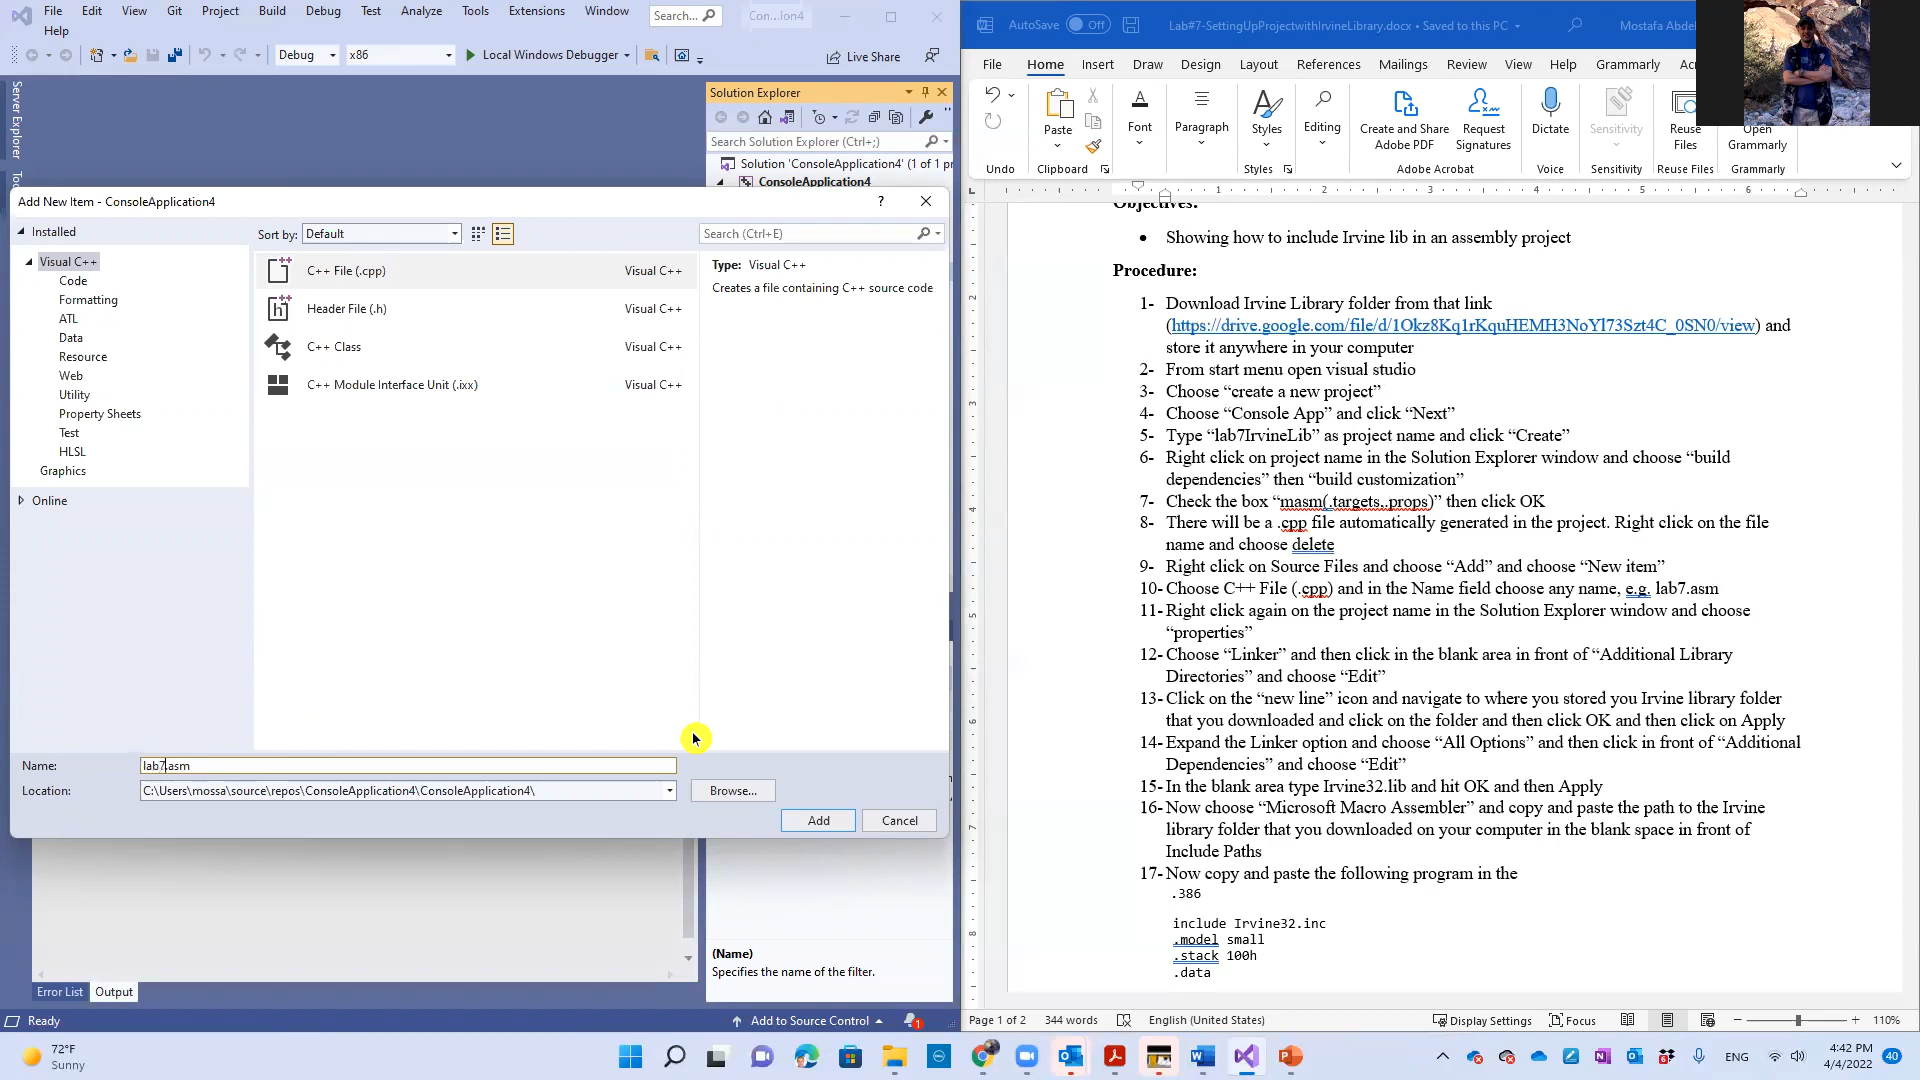 File Edit View Git Project Build Debug Test Analyze Tools Extensions Window
Search... Con...ion4
Help
Debug x86 Local Windows Debugger Live Share
Server Explorer
Solution Explorer
Search Solution Explorer (Ctrl+;)
Solution 'ConsoleApplication4' (1 of 1 pr
ConsoleApplication4
Add New Item - ConsoleApplication4
?
Installed
Sort by: Default
Search (Ctrl+E)
Visual C++
Code
Formatting
ATL
Data
Resource
Web
Utility
Property Sheets
Test
HLSL
Graphics
Online
C++ File (.cpp) Visual C++
Header File (.h) Visual C++
C++ Class Visual C++
C++ Module Interface Unit (.ixx) Visual C++
Type: Visual C++
Creates a file containing C++ source code
Name: lab7.asm
Location: C:\Users\mossa\source\repos\ConsoleApplication4\ConsoleApplication4\
Browse...
Add Cancel
(Name)
Specifies the name of the filter.
Error List Output
Ready Add to Source Control 1
AutoSave Off Lab#7-SettingUpProjectwithIrvineLibrary.docx - Saved to this PC Mostafa Abdel
File Home Insert Draw Design Layout References Mailings Review View Help Grammarly Ac
Paste Font Paragraph Styles Editing Create and Share Adobe PDF Request Signatures Dictate Sensitivity Reuse Files Open Grammarly
Undo Clipboard Styles Adobe Acrobat Voice Sensitivity Reuse Files Grammarly
1 2 3 4 5 6
Objectives:
• Showing how to include Irvine lib in an assembly project
Procedure:
1- Download Irvine Library folder from that link
(https://drive.google.com/file/d/1Okz8Kq1rKquHEMH3NoYl73Szt4C_0SN0/view) and
store it anywhere in your computer
2- From start menu open visual studio
3- Choose “create a new project”
4- Choose “Console App” and click “Next”
5- Type “lab7IrvineLib” as project name and click “Create”
6- Right click on project name in the Solution Explorer window and choose “build
dependencies” then “build customization”
7- Check the box “masm(.targets,.props)” then click OK
8- There will be a .cpp file automatically generated in the project. Right click on the file
name and choose delete
9- Right click on Source Files and choose “Add” and choose “New item”
10- Choose C++ File (.cpp) and in the Name field choose any name, e.g. lab7.asm
11- Right click again on the project name in the Solution Explorer window and choose
“properties”
12- Choose “Linker” and then click in the blank area in front of “Additional Library
Directories” and choose “Edit”
13- Click on the “new line” icon and navigate to where you stored you Irvine library folder
that you downloaded and click on the folder and then click OK and then click on Apply
14- Expand the Linker option and choose “All Options” and then click in front of “Additional
Dependencies” and choose “Edit”
15- In the blank area type Irvine32.lib and hit OK and then Apply
16- Now choose “Microsoft Macro Assembler” and copy and paste the path to the Irvine
library folder that you downloaded on your computer in the blank space in front of
Include Paths
17- Now copy and paste the following program in the
.386
include Irvine32.inc
.model small
.stack 100h
.data
Page 1 of 2 344 words English (United States) Display Settings Focus 110%
72°F
Sunny
ENG
4:42 PM
4/4/2022
40